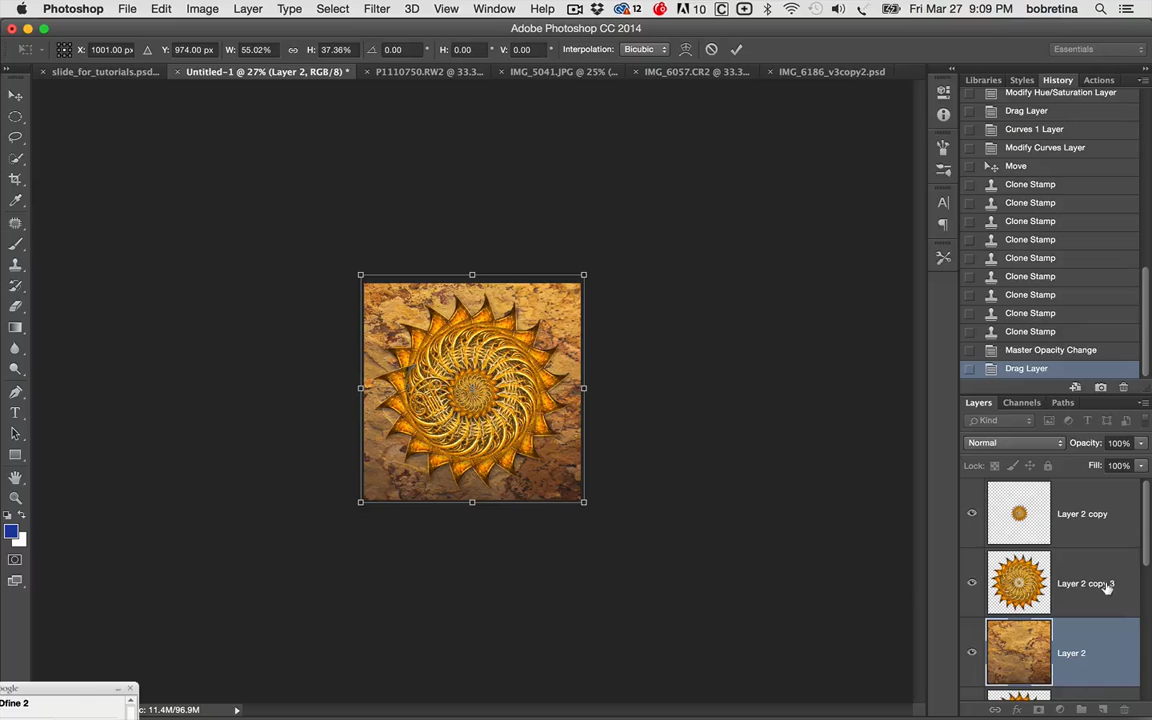 Photoshop File Edit Image Layer Type Select Filter 3D View Window Help 12 10 Fri Mar 27 9:09 PM bobretina
Adobe Photoshop CC 2014
X: 1001.00 px Y: 974.00 px W: 55.02% H: 37.36% 0.00 ° H: 0.00 ° V: 0.00 ° Interpolation: Bicubic Essentials
slide_for_tutorials.psd... Untitled-1 @ 27% (Layer 2, RGB/8) * P1110750.RW2 @ 33.3... IMG_5041.JPG @ 25% (... IMG_6057.CR2 @ 33.3... IMG_6186_v3copy2.psd
Libraries Styles History Actions
Modify Hue/Saturation Layer
Drag Layer
Curves 1 Layer
Modify Curves Layer
Move
Clone Stamp
Clone Stamp
Clone Stamp
Clone Stamp
Clone Stamp
Clone Stamp
Clone Stamp
Clone Stamp
Clone Stamp
Master Opacity Change
Drag Layer
Layers Channels Paths
Kind
Normal Opacity: 100%
Lock: Fill: 100%
Layer 2 copy
Layer 2 copy 3
Layer 2
oogle
Dfine 2
c: 11.4M/96.9M